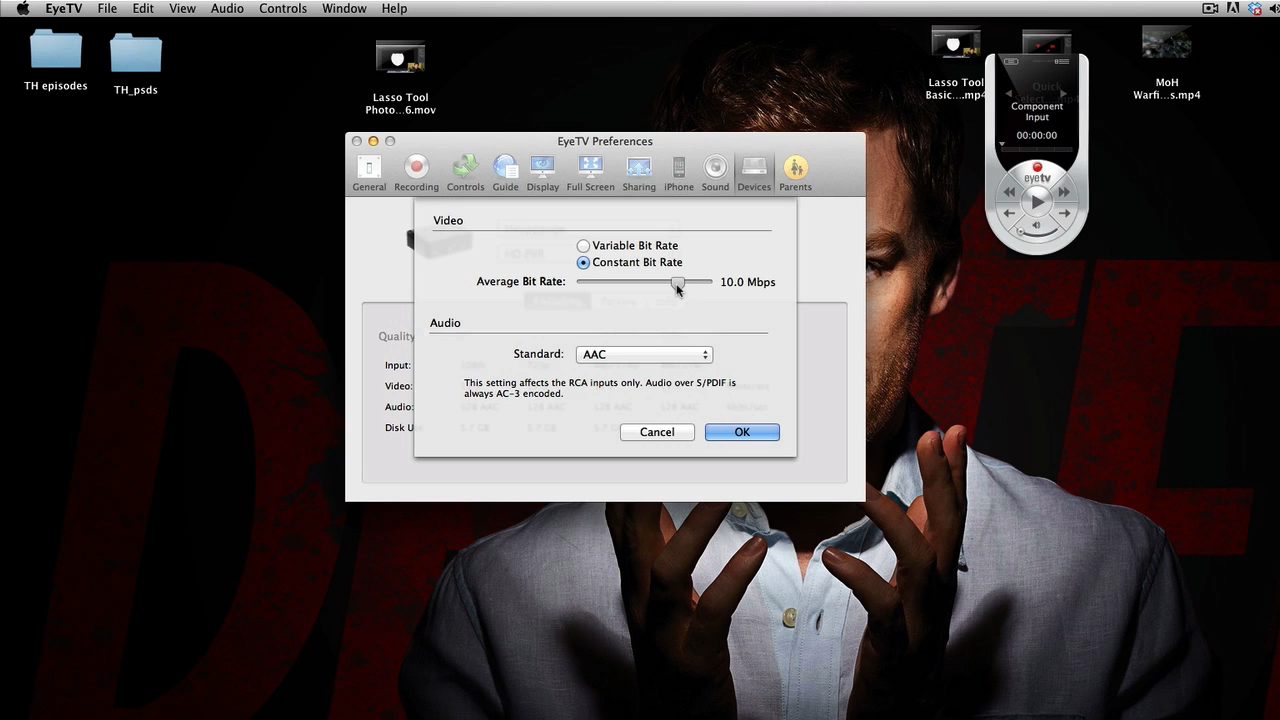 EyeTV File Edit View Audio Controls Window Help
TH episodes
TH_psds
Lasso Tool
Photo...6.mov
Lasso Tool
Basic....mp4
MoH
Warfi...s.mp4
Component
Input
00:00:00
eyetv
EyeTV Preferences
General Recording Controls Guide Display Full Screen Sharing iPhone Sound Devices Parents
Video
Variable Bit Rate
Constant Bit Rate
Average Bit Rate: 10.0 Mbps
Audio
Quality
Standard: AAC
Input:
Video:
This setting affects the RCA inputs only. Audio over S/PDIF is
always AC-3 encoded.
Audio:
Disk U
Cancel OK